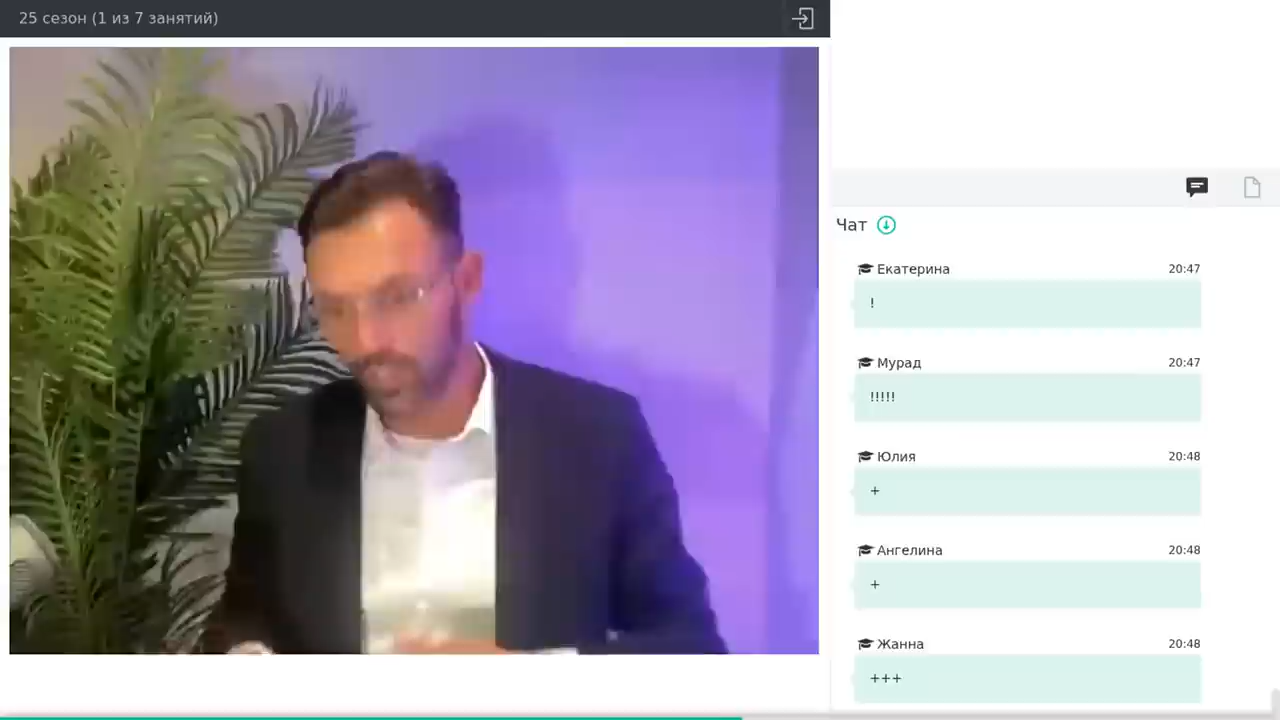 25 сезон (1 из 7 занятий)
Чат
Екатерина 20:47
!
Мурад 20:47
!!!!!
Юлия 20:48
+
Ангелина 20:48
+
Жанна 20:48
+++